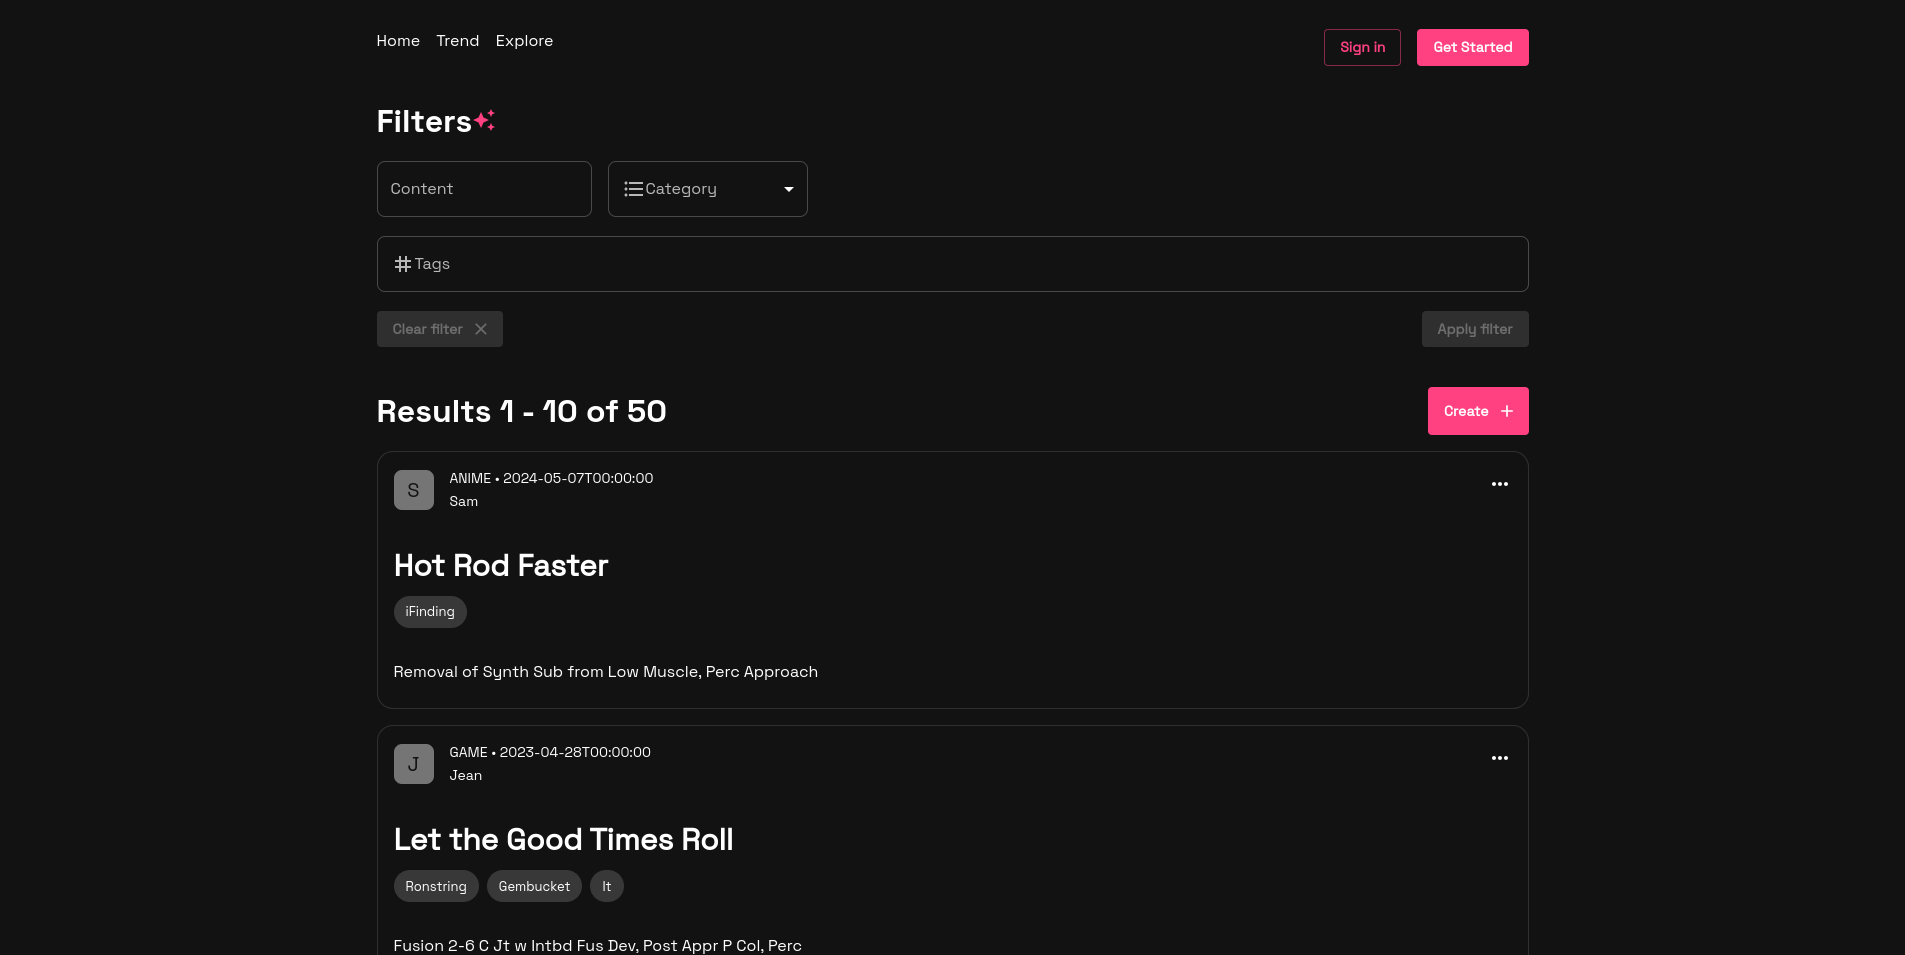 Home Trend Explore
Sign in Get Started
Filters
Content Category
Tags
Clear filter Apply filter
Results 1 - 10 of 50
Create
S
ANIME • 2024-05-07T00:00:00
Sam
Hot Rod Faster
iFinding
Removal of Synth Sub from Low Muscle, Perc Approach
J
GAME • 2023-04-28T00:00:00
Jean
Let the Good Times Roll
Ronstring Gembucket It
Fusion 2-6 C Jt w Intbd Fus Dev, Post Appr P Col, Perc